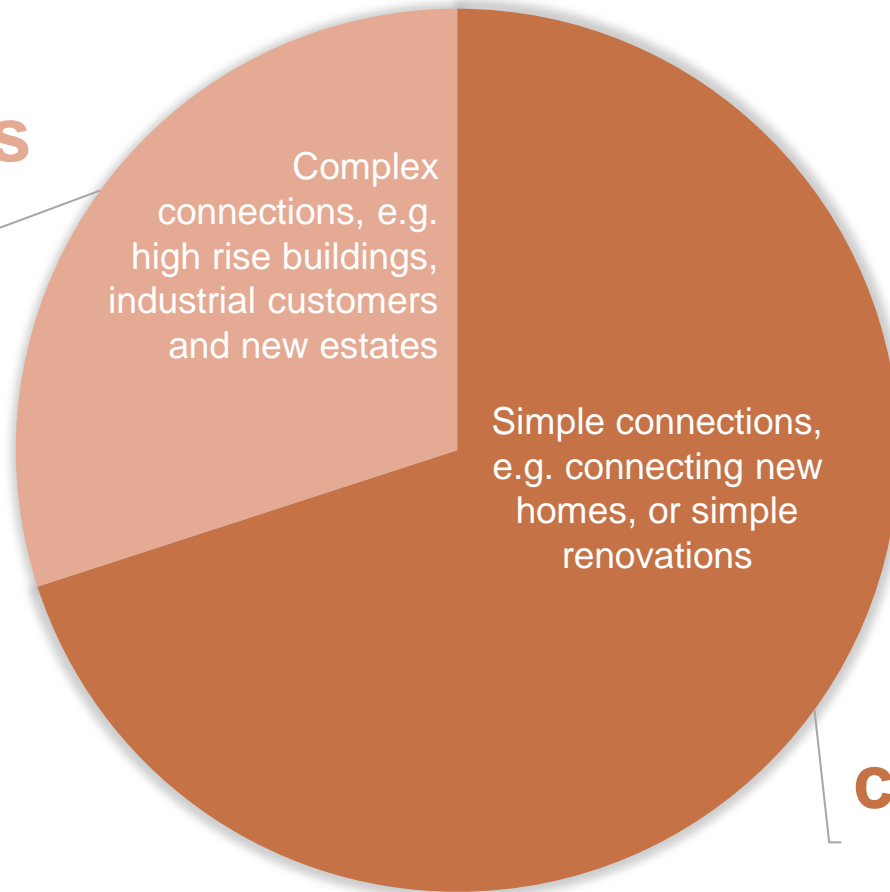 s
Complex
connections, e.g.
high rise buildings,
industrial customers
and new estates
Simple connections,
e.g. connecting new
homes, or simple
renovations
c